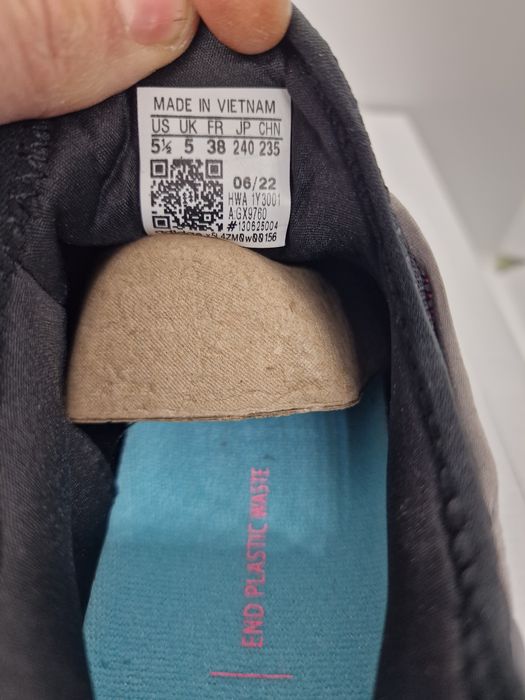 MADE IN VIETNAM
US UK FR JP CHN
5½ 5 38 240 235
06/22
HWA 1Y3001
A:GX9760
#130625004
END PLASTIC WASTE